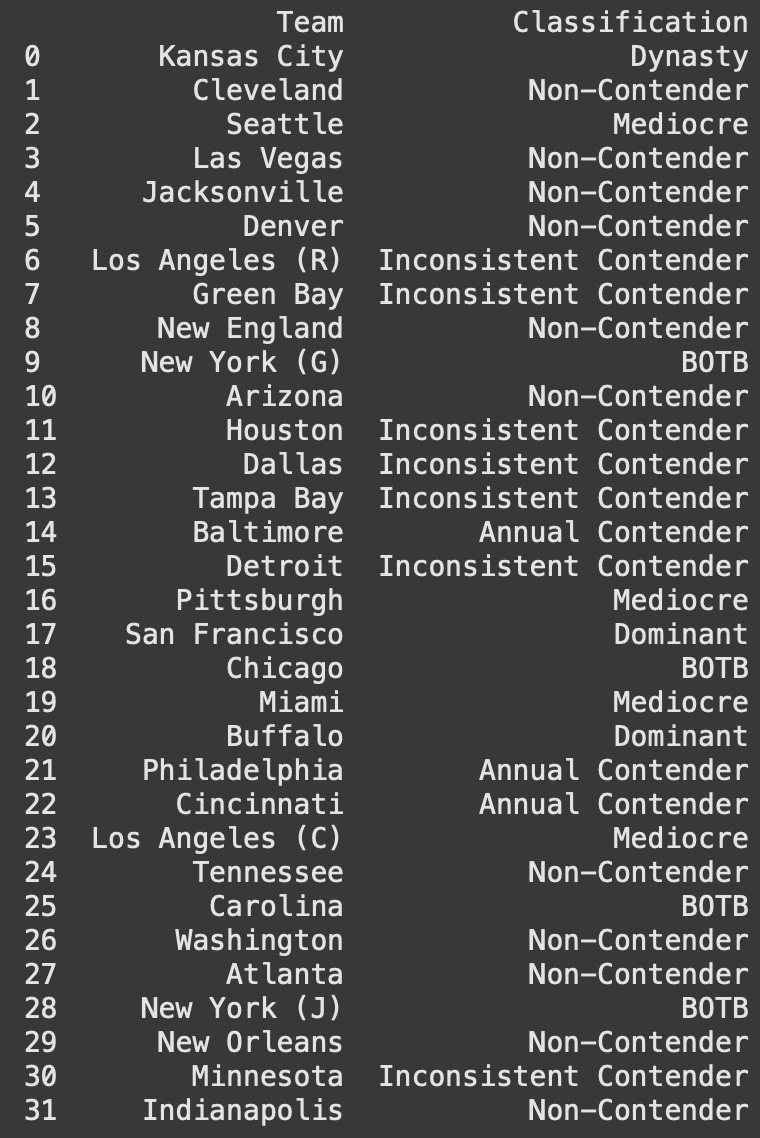 Team Classification
0 Kansas City Dynasty
1 Cleveland Non-Contender
2 Seattle Mediocre
3 Las Vegas Non-Contender
4 Jacksonville Non-Contender
5 Denver Non-Contender
6 Los Angeles (R) Inconsistent Contender
7 Green Bay Inconsistent Contender
8 New England Non-Contender
9 New York (G) BOTB
10 Arizona Non-Contender
11 Houston Inconsistent Contender
12 Dallas Inconsistent Contender
13 Tampa Bay Inconsistent Contender
14 Baltimore Annual Contender
15 Detroit Inconsistent Contender
16 Pittsburgh Mediocre
17 San Francisco Dominant
18 Chicago BOTB
19 Miami Mediocre
20 Buffalo Dominant
21 Philadelphia Annual Contender
22 Cincinnati Annual Contender
23 Los Angeles (C) Mediocre
24 Tennessee Non-Contender
25 Carolina BOTB
26 Washington Non-Contender
27 Atlanta Non-Contender
28 New York (J) BOTB
29 New Orleans Non-Contender
30 Minnesota Inconsistent Contender
31 Indianapolis Non-Contender